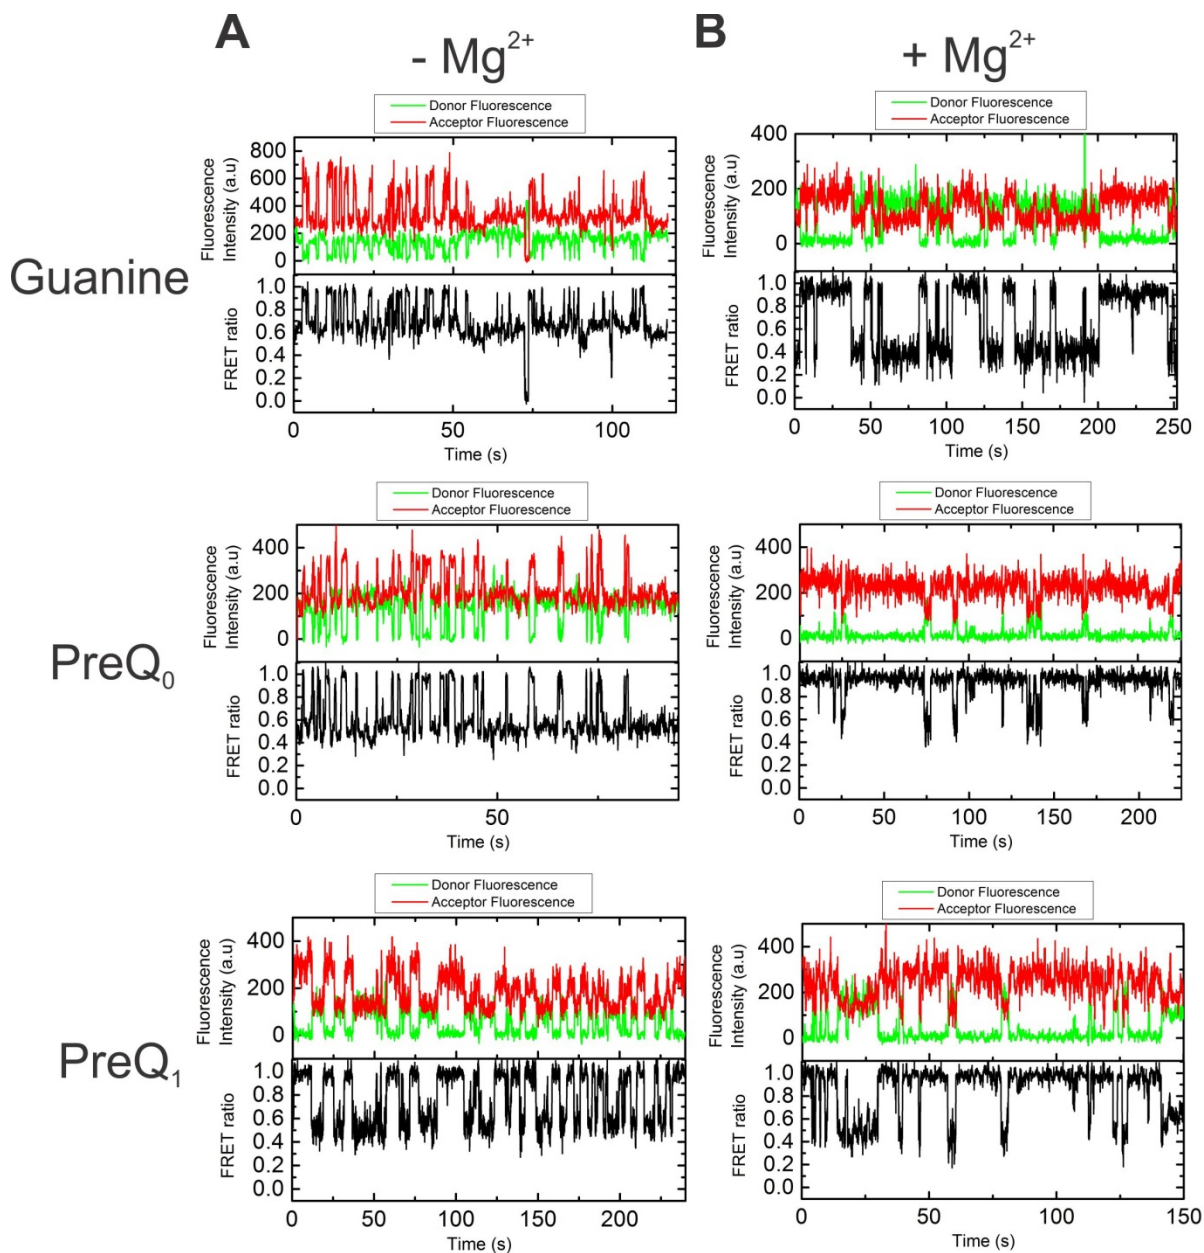 A
B
- Mg2+
+ Mg2+
Guanine
Donor Fluorescence
Acceptor Fluorescence
Fluorescence
Intensity (a.u)
800
600
400
200
0
FRET ratio
1.0
0.8
0.6
0.4
0.2
0.0
0
50
100
Time (s)
Donor Fluorescence
Acceptor Fluorescence
Fluorescence
Intensity (a.u)
400
200
0
FRET ratio
1.0
0.8
0.6
0.4
0.2
0.0
0
50
100
150
200
250
Time (s)
PreQ0
Donor Fluorescence
Acceptor Fluorescence
Fluorescence
Intensity (a.u)
400
200
0
FRET ratio
1.0
0.8
0.6
0.4
0.2
0.0
0
50
Time (s)
Donor Fluorescence
Acceptor Fluorescence
Fluorescence
Intensity (a.u)
400
200
0
FRET ratio
1.0
0.8
0.6
0.4
0.2
0.0
0
50
100
150
200
Time (s)
PreQ1
Donor Fluorescence
Acceptor Fluorescence
Fluorescence
Intensity (a.u)
400
200
0
FRET ratio
1.0
0.8
0.6
0.4
0.2
0.0
0
50
100
150
200
Time (s)
Donor Fluorescence
Acceptor Fluorescence
Fluorescence
Intensity (a.u)
400
200
0
FRET ratio
1.0
0.8
0.6
0.4
0.2
0.0
0
50
100
150
Time (s)